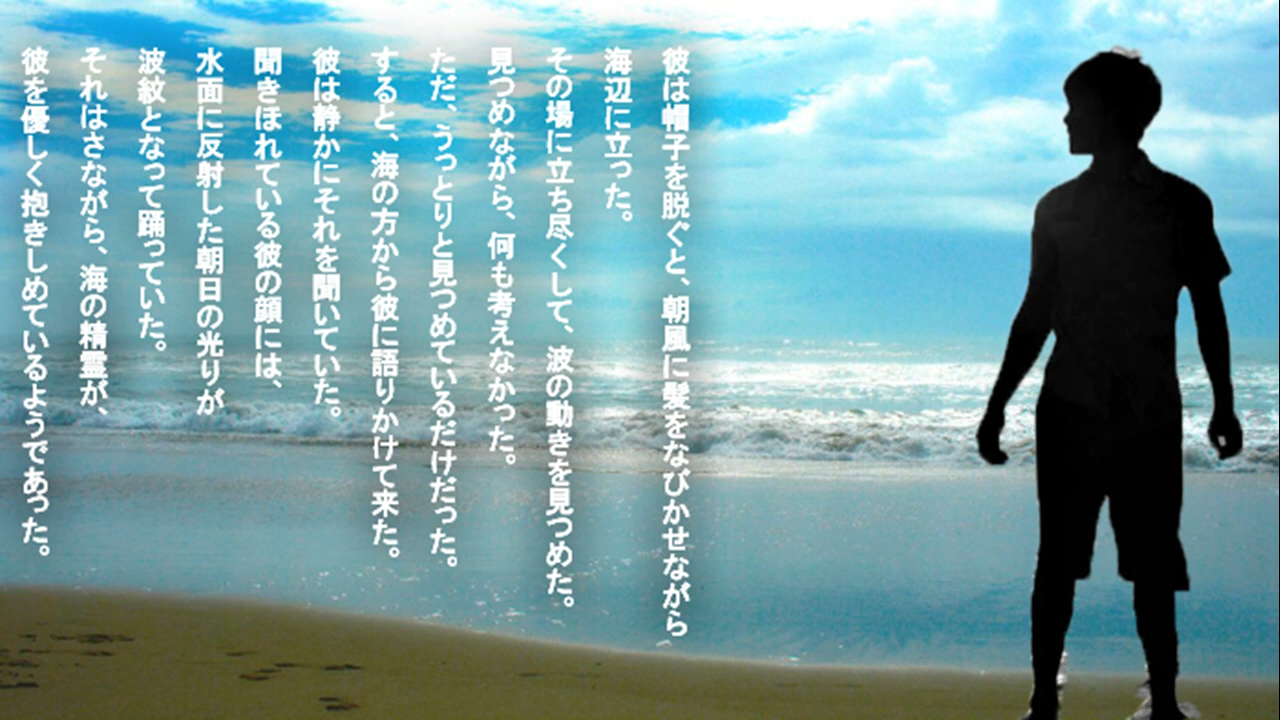 彼は帽子を脱ぐと、朝風に髪をなびかせながら
海辺に立った。
その場に立ち尽くして、波の動きを見つめた。
見つめながら、何も考えなかった。
ただ、うっとりと見つめているだけだった。
すると、海の方から彼に語りかけて来た。
彼は静かにそれを聞いていた。
聞きほれている彼の顔には、
水面に反射した朝日の光りが
波紋となって踊っていた。
それはさながら、海の精霊が、
彼を優しく抱きしめているようであった。